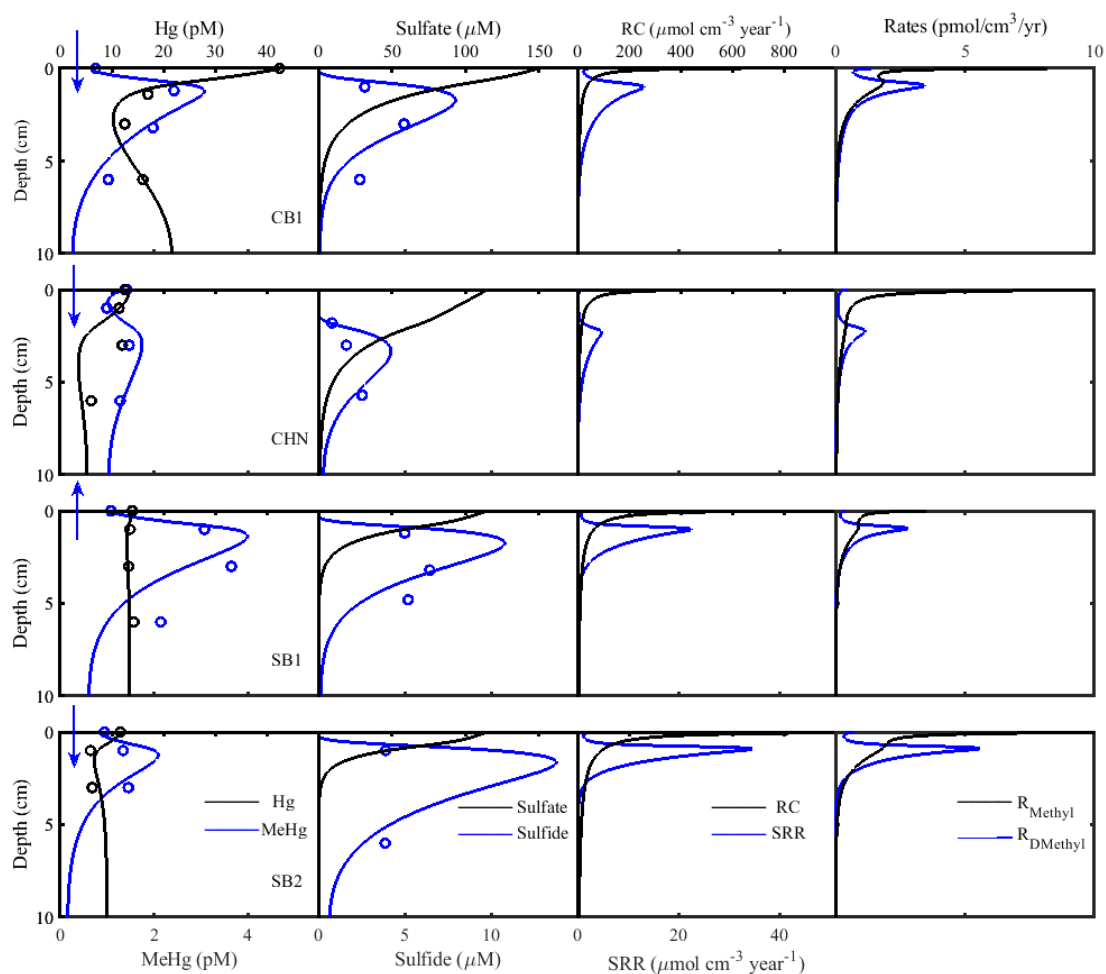 Hg (pM) Sulfate (μM) RC (μmol cm-3 year-1) Rates (pmol/cm3/yr)
0 10 20 30 40 0 50 100 150 0 200 400 600 800 0 5 10
0
5
10
Depth (cm)
CB1
0
5
10
Depth (cm)
CHN
0
5
10
Depth (cm)
SB1
0
5
10
Depth (cm)
Hg
MeHg
Sulfate
Sulfide
RC
SRR
RMethyl
RDMethyl
SB2
0 2 4 0 5 10 0 20 40
MeHg (pM) Sulfide (μM) SRR (μmol cm-3 year-1)